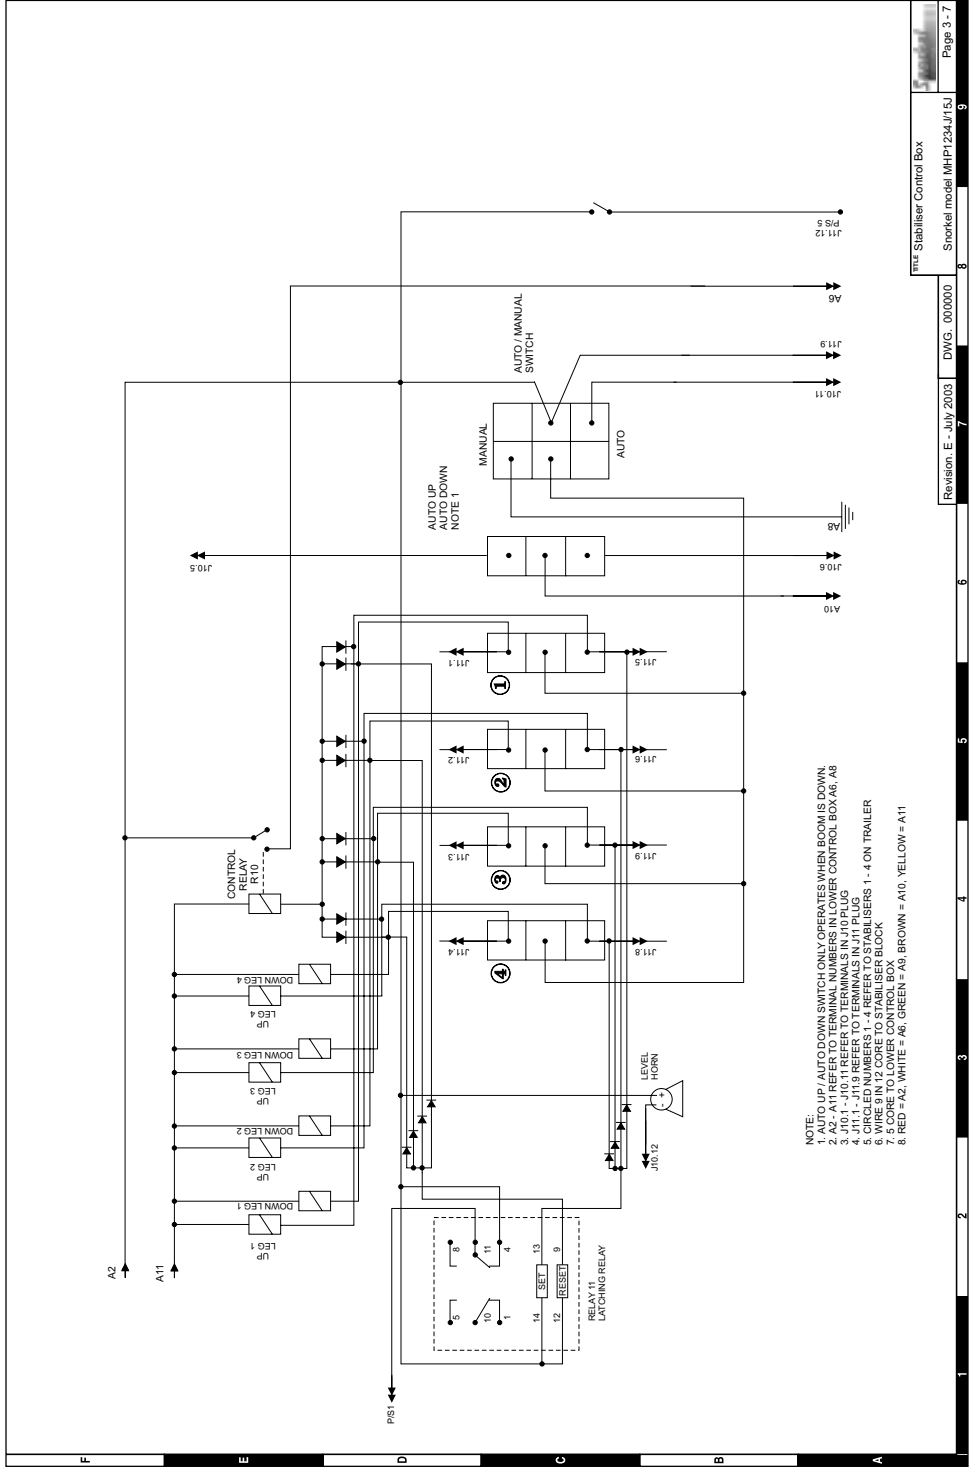 A2
A11
UP
LEG 1
DOWN LEG 1
UP
LEG 2
DOWN LEG 2
UP
LEG 3
DOWN LEG 3
UP
LEG 4
DOWN LEG 4
CONTROL
RELAY
R10
J10.5
AUTO UP
AUTO DOWN
NOTE 1
MANUAL
AUTO / MANUAL
SWITCH
AUTO
P/S1
5
8
10
11
1
4
14
SET
13
12
RESET
9
RELAY 11
LATCHING RELAY
LEVEL
HORN
- +
J10.12
J11.4
J11.3
J11.2
J11.1
4
3
2
1
J11.8
J11.9
J11.6
J11.5
A10
J10.6
A8
J10.11
J11.9
A6
J11.12
P/S 5
NOTE:
1. AUTO UP / AUTO DOWN SWITCH ONLY OPERATES WHEN BOOM IS DOWN.
2. A2 - A11 REFER TO TERMINAL NUMBERS IN LOWER CONTROL BOX A6, A8
3. J10.1 - J10.11 REFER TO TERMINALS IN J10 PLUG
4. J11.1 - J11.9 REFER TO TERMINALS IN J11 PLUG
5. CIRCLED NUMBERS 1 - 4 REFER TO STABILISERS 1 - 4 ON TRAILER
6. WIRE 9 IN 12 CORE TO STABILISER BLOCK
7. 5 CORE TO LOWER CONTROL BOX
8. RED = A2, WHITE = A6, GREEN = A9, BROWN = A10, YELLOW = A11
TITLE Stabiliser Control Box
Snorkel
Revision. E - July 2003
DWG. 000000
Snorkel model MHP1234J/15J
Page 3 - 7
F
E
D
C
B
A
1
2
3
4
5
6
7
8
9